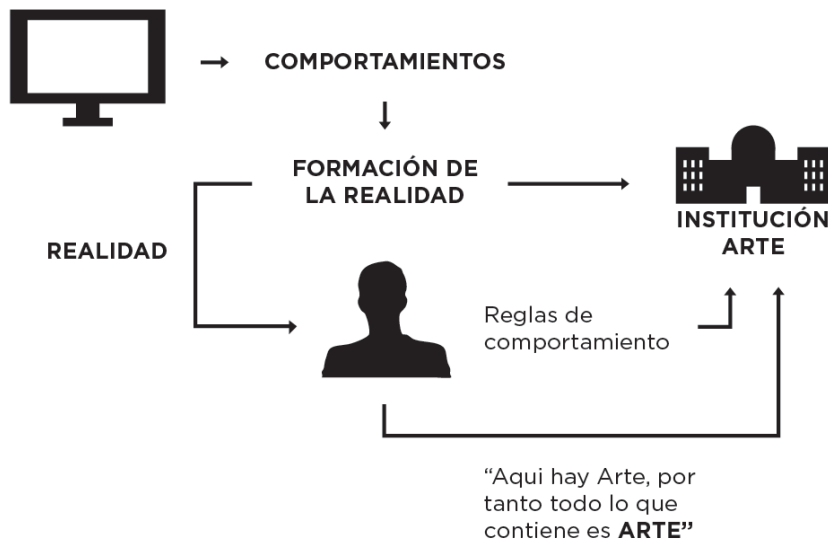 COMPORTAMIENTOS
FORMACIÓN DE
LA REALIDAD
INSTITUCIÓN
ARTE
REALIDAD
Reglas de
comportamiento
“Aqui hay Arte, por
tanto todo lo que
contiene es ARTE”